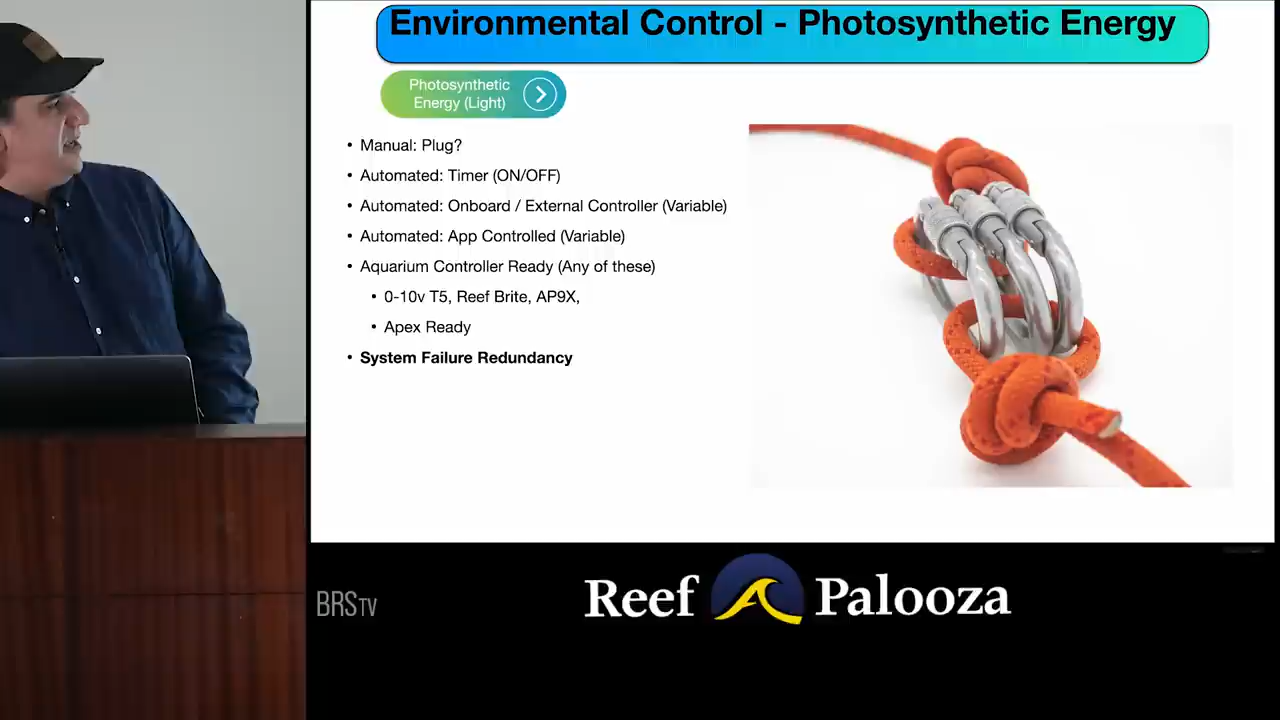 Environmental Control - Photosynthetic Energy
Photosynthetic
Energy (Light)
• Manual: Plug?
• Automated: Timer (ON/OFF)
• Automated: Onboard / External Controller (Variable)
• Automated: App Controlled (Variable)
• Aquarium Controller Ready (Any of these)
• 0-10v T5, Reef Brite, AP9X,
• Apex Ready
• System Failure Redundancy
BRSTV
Reef Palooza